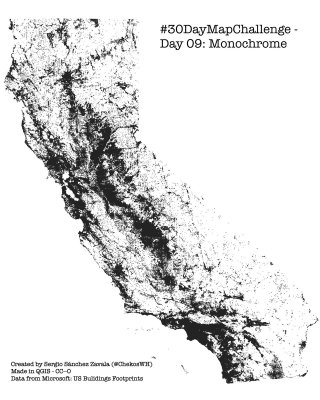 #30DayMapChallenge -
Day 09: Monochrome
Created by Sergio Sánchez Zavala (@ChekosWH)
Made in QGIS - CC-0
Data from Microsoft: US Buildings Footprints